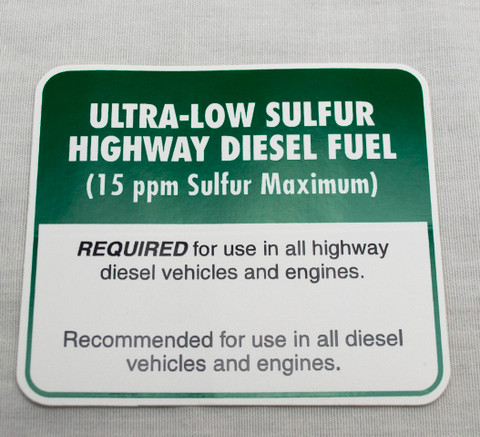 ULTRA-LOW SULFUR
HIGHWAY DIESEL FUEL
(15 ppm Sulfur Maximum)
REQUIRED for use in all highway
diesel vehicles and engines.
Recommended for use in all diesel
vehicles and engines.